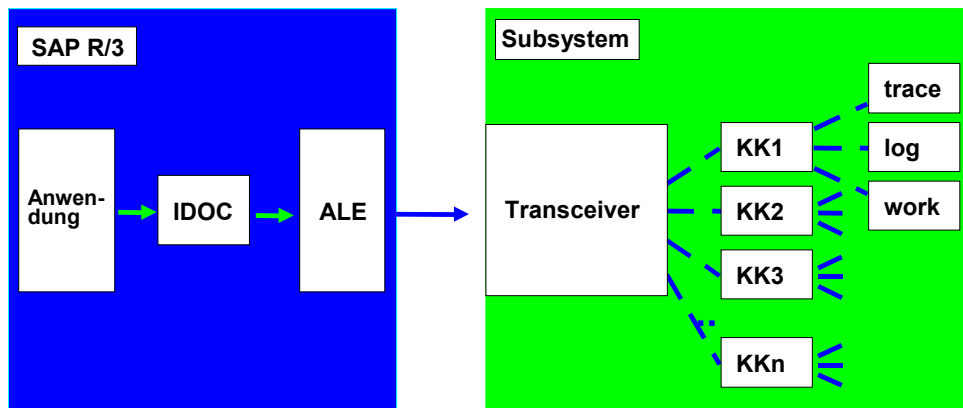 SAP R/3
Anwen-
dung
IDOC
ALE
Subsystem
Transceiver
KK1
KK2
KK3
..
KKn
trace
log
work